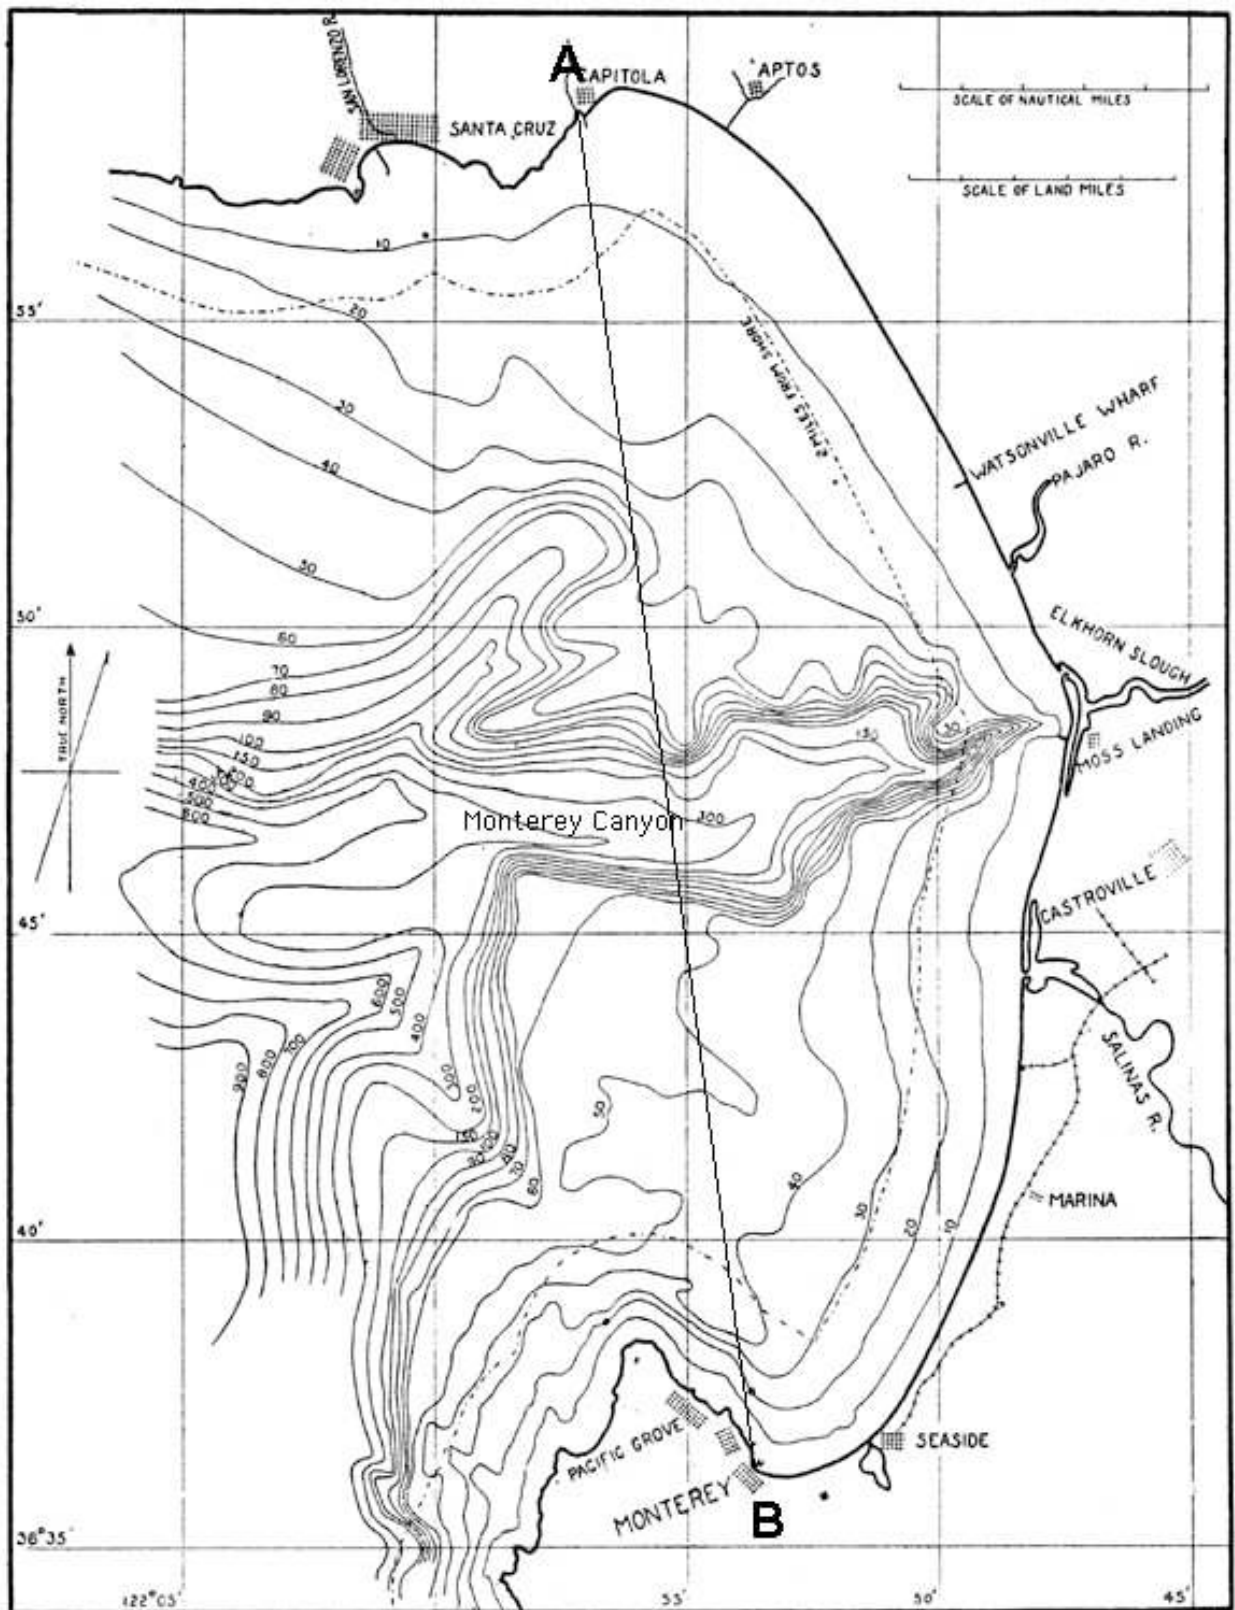 SAN LORENZO R.
A
CAPITOLA
APTOS
SCALE OF NAUTICAL MILES
SANTA CRUZ
SCALE OF LAND MILES
10
20
55'
2 MILES FROM SHORE
WATSONVILLE WHARF
PAJARO R.
30
40
50
50'
ELKHORN SLOUGH
60
70
80
90
100
150
200
400
500
600
TRUE NORTH
30
150
MOSS LANDING
Monterey Canyon
300
CASTROVILLE
45'
600
500
400
300
200
150
100
90
80
70
60
700
800
900
SALINAS R.
50
40
30
20
10
MARINA
40'
PACIFIC GROVE
SEASIDE
MONTEREY
B
36°35'
122°05'
55'
50'
45'